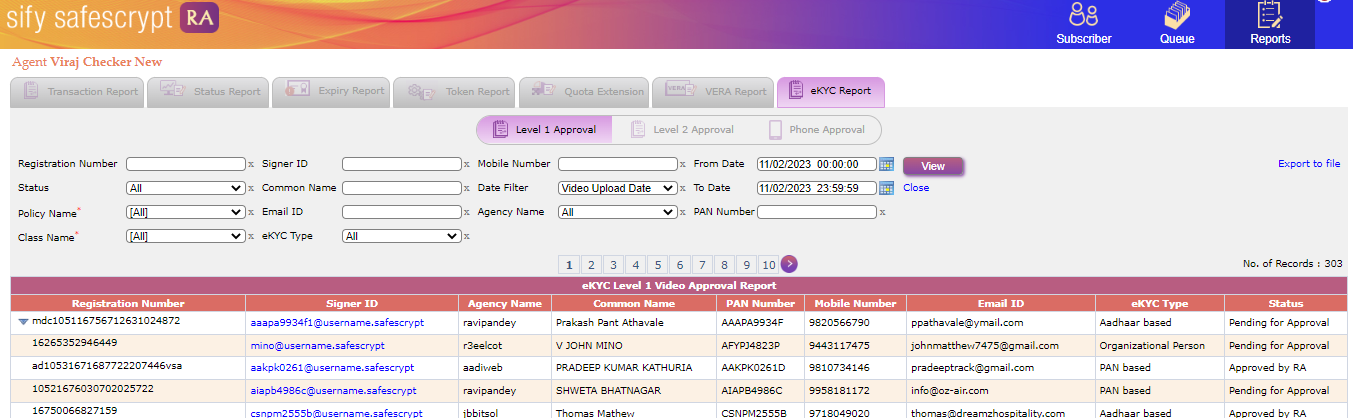 sify safescrypt RA
Subscriber Queue Reports
Agent Viraj Checker New
Transaction Report Status Report Expiry Report Token Report Quota Extension VERA Report eKYC Report
Level 1 Approval Level 2 Approval Phone Approval
Registration Number x Signer ID x Mobile Number x From Date 11/02/2023 00:00:00 View Export to file
Status All x Common Name x Date Filter Video Upload Date x To Date 11/02/2023 23:59:59 Close
Policy Name* [All] x Email ID x Agency Name All x PAN Number x
Class Name* [All] x eKYC Type All x
1 2 3 4 5 6 7 8 9 10 > No. of Records : 303
eKYC Level 1 Video Approval Report
Registration Number Signer ID Agency Name Common Name PAN Number Mobile Number Email ID eKYC Type Status
mdc105116756712631024872 aaapa9934f1@username.safescrypt ravipandey Prakash Pant Athavale AAAPA9934F 9820566790 ppathavale@ymail.com Aadhaar based Pending for Approval
16265352946449 mino@username.safescrypt r3eelcot V JOHN MINO AFYPJ4823P 9443117475 johnmatthew7475@gmail.com Organizational Person Pending for Approval
ad10531671687722207446vsa aakpk0261@username.safescrypt aadiweb PRADEEP KUMAR KATHURIA AAKPK0261D 9810734146 pradeeptrack@gmail.com PAN based Approved by RA
10521676030702025722 aiapb4986c@username.safescrypt ravipandey SHWETA BHATNAGAR AIAPB4986C 9958181172 info@oz-air.com PAN based Pending for Approval
16750066827159 csnpm2555b@username.safescrypt jbbitsol Thomas Mathew CSNPM2555B 9718049020 thomas@dreamzhospitality.com Aadhaar based Approved by RA